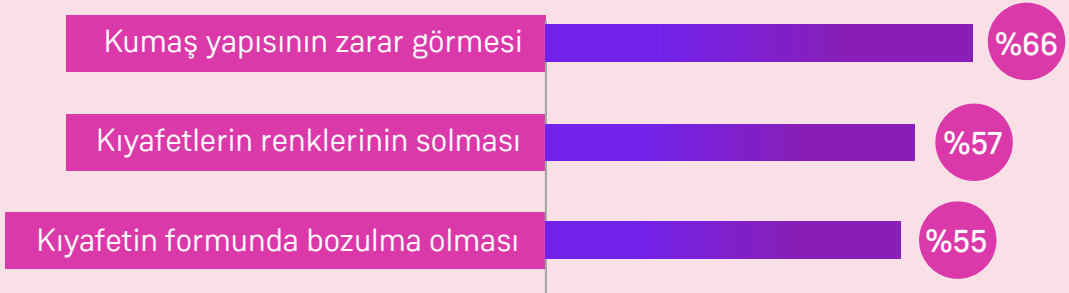 Kumaş yapısının zarar görmesi %66
Kıyafetlerin renklerinin solması %57
Kıyafetin formunda bozulma olması %55